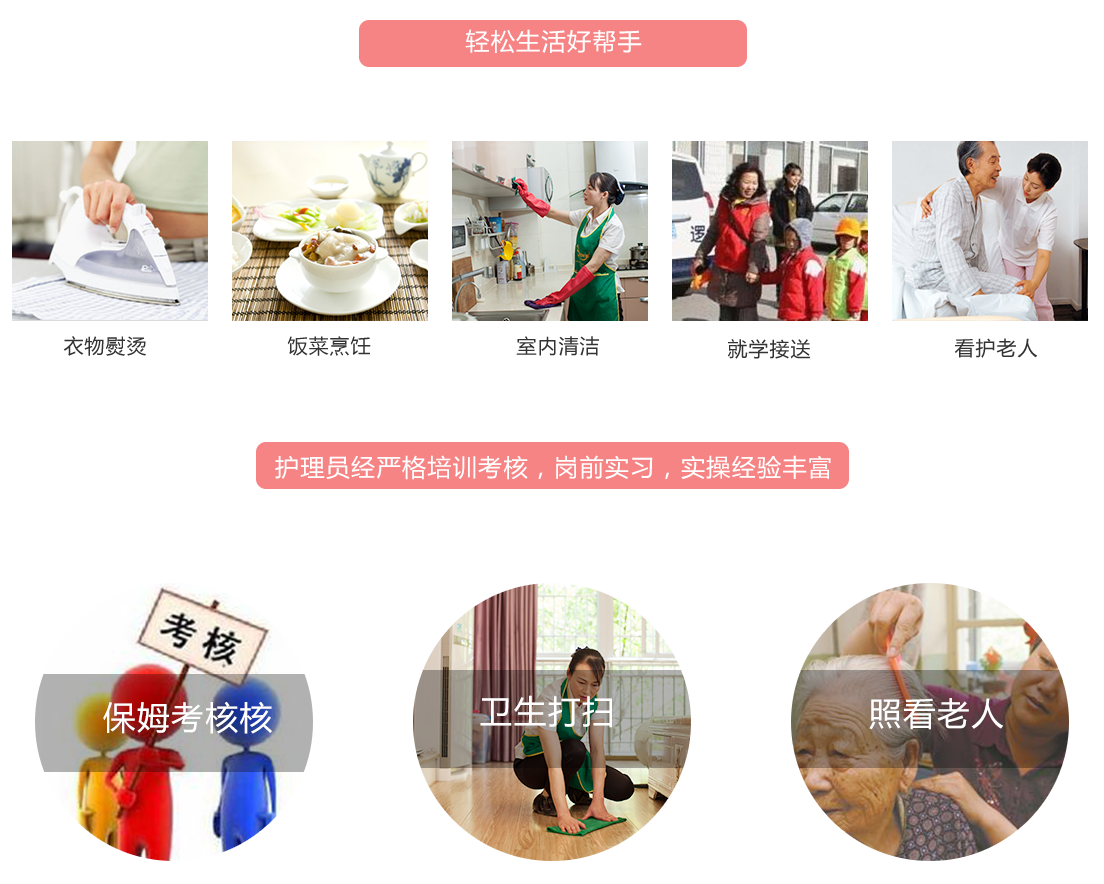 轻松生活好帮手
逻
衣物熨烫
饭菜烹饪
室内清洁
就学接送
看护老人
护理员经严格培训考核，岗前实习，实操经验丰富
考核
保姆考核核
卫生打扫
照看老人